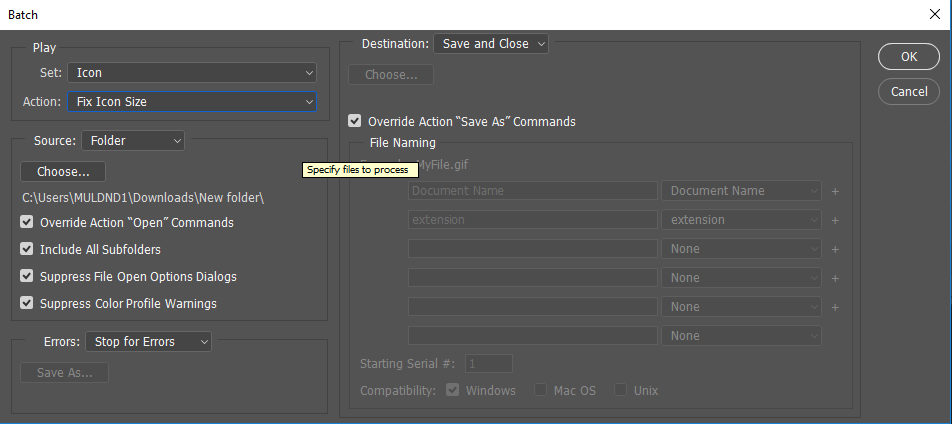 Batch
Play
Set: Icon
Action: Fix Icon Size
Source: Folder
Choose...
C:\Users\MULDND1\Downloads\New folder\
Override Action “Open” Commands
Include All Subfolders
Suppress File Open Options Dialogs
Suppress Color Profile Warnings
Errors: Stop for Errors
Save As...
Destination: Save and Close
Choose...
Override Action “Save As” Commands
File Naming
Specify files to process
MyFile.gif
Document Name Document Name +
extension extension +
None +
None +
None +
None
Starting Serial #: 1
Compatibility: Windows Mac OS Unix
OK
Cancel